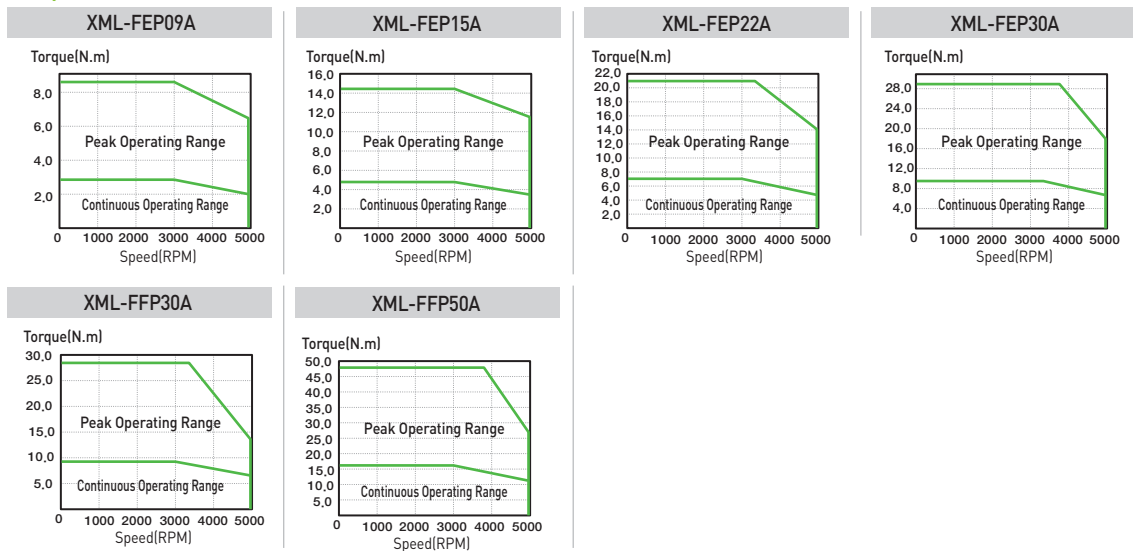 XML-FEP09A
Torque(N.m)
8,0
6,0
4,0
2,0
Peak Operating Range
Continuous Operating Range
0 1000 2000 3000 4000 5000
Speed(RPM)
XML-FEP15A
Torque(N.m)
16,0
14,0
12,0
10,0
8,0
6,0
4,0
2,0
Peak Operating Range
Continuous Operating Range
0 1000 2000 3000 4000 5000
Speed(RPM)
XML-FEP22A
Torque(N.m)
22,0
20,0
18,0
16,0
14,0
12,0
10,0
8,0
6,0
4,0
2,0
Peak Operating Range
Continuous Operating Range
0 1000 2000 3000 4000 5000
Speed(RPM)
XML-FEP30A
Torque(N.m)
28,0
24,0
20,0
16,0
12,0
8,0
4,0
Peak Operating Range
Continuous Operating Range
0 1000 2000 3000 4000 5000
Speed(RPM)
XML-FFP30A
Torque(N.m)
30,0
25,0
20,0
15,0
10,0
5,0
Peak Operating Range
Continuous Operating Range
0 1000 2000 3000 4000 5000
Speed(RPM)
XML-FFP50A
Torque(N.m)
50,0
45,0
40,0
35,0
30,0
25,0
20,0
15,0
10,0
5,0
Peak Operating Range
Continuous Operating Range
0 1000 2000 3000 4000 5000
Speed(RPM)